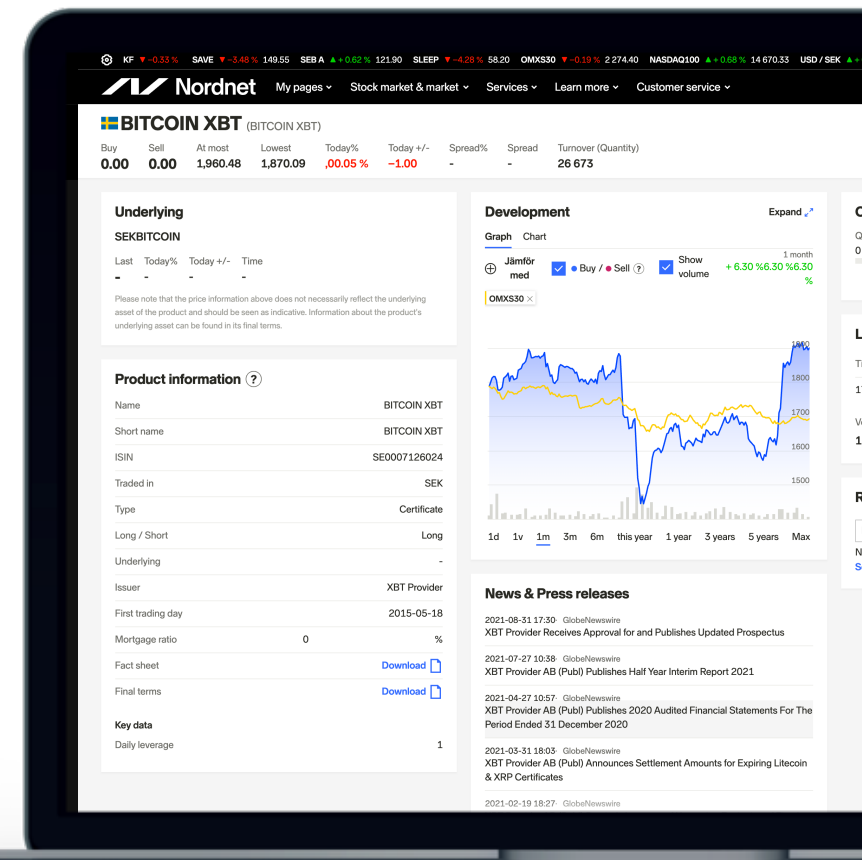 KF ▼−0.33 % SAVE ▼−3.48 % 149.55 SEB A ▲+0.62 % 121.90 SLEEP ▼−4.26 % 58.20 OMXS30 ▼−0.19 % 2 274.40 NASDAQ100 ▲+0.68 % 14 670.33 USD / SEK ▲+
Nordnet My pages Stock market & market Services Learn more Customer service
BITCOIN XBT (BITCOIN XBT)
Buy Sell At most Lowest Today% Today +/- Spread% Spread Turnover (Quantity)
0.00 0.00 1,960.48 1,870.09 ,00.05 % −1.00 - - 26 673
Underlying
SEKBITCOIN
Last Today% Today +/- Time
- - - -
Please note that the price information above does not necessarily reflect the underlying
asset of the product and should be seen as indicative. Information about the product's
underlying asset can be found in its final terms.
Product information ?
Name BITCOIN XBT
Short name BITCOIN XBT
ISIN SE0007126024
Traded in SEK
Type Certificate
Long / Short Long
Underlying -
Issuer XBT Provider
First trading day 2015-05-18
Mortgage ratio 0 %
Fact sheet Download
Final terms Download
Key data
Daily leverage 1
Development Expand
Graph Chart
Jämför
med
Buy / Sell ?
Show
volume
1 month
+ 6.30 %6.30 %6.30
%
OMXS30 ×
1800
1700
1600
1500
1d 1v 1m 3m 6m this year 1 year 3 years 5 years Max
News & Press releases
2021-08-31 17:30· GlobeNewswire
XBT Provider Receives Approval for and Publishes Updated Prospectus
2021-07-27 10:38· GlobeNewswire
XBT Provider AB (Publ) Publishes Half Year Interim Report 2021
2021-04-27 10:57· GlobeNewswire
XBT Provider AB (Publ) Publishes 2020 Audited Financial Statements For The
Period Ended 31 December 2020
2021-03-31 18:03· GlobeNewswire
XBT Provider AB (Publ) Announces Settlement Amounts for Expiring Litecoin
& XRP Certificates
2021-02-19 18:27· GlobeNewswire